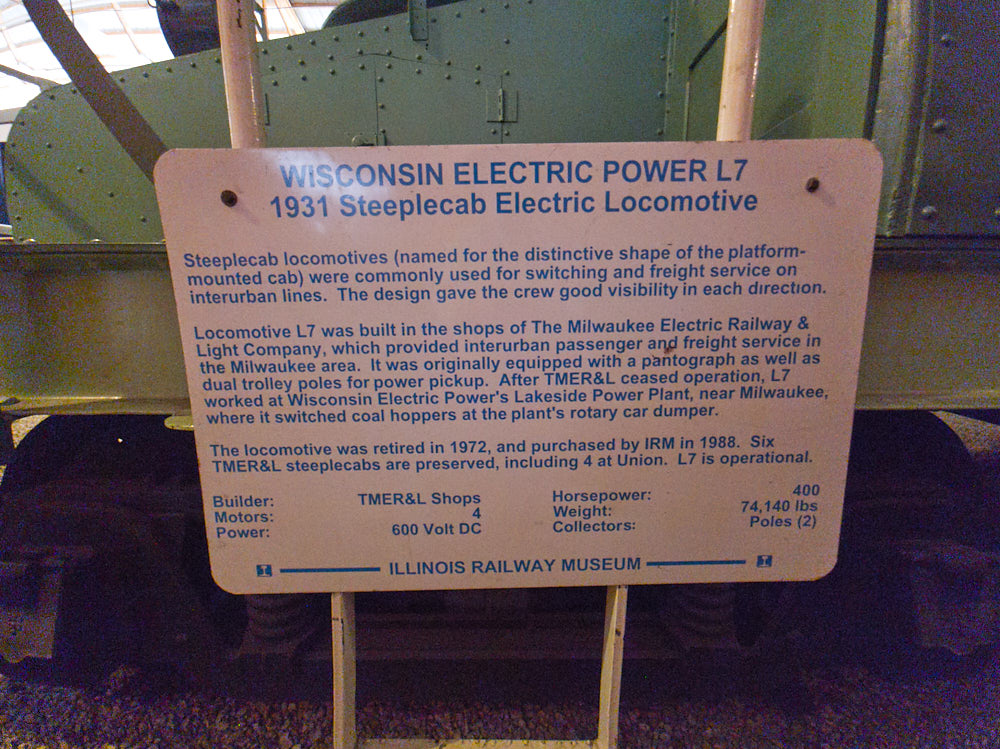 WISCONSIN ELECTRIC POWER L7
1931 Steeplecab Electric Locomotive
Steeplecab locomotives (named for the distinctive shape of the platform-
mounted cab) were commonly used for switching and freight service on
interurban lines. The design gave the crew good visibility in each direction.
Locomotive L7 was built in the shops of The Milwaukee Electric Railway &
Light Company, which provided interurban passenger and freight service in
the Milwaukee area. It was originally equipped with a pantograph as well as
dual trolley poles for power pickup. After TMER&L ceased operation, L7
worked at Wisconsin Electric Power's Lakeside Power Plant, near Milwaukee,
where it switched coal hoppers at the plant's rotary car dumper.
The locomotive was retired in 1972, and purchased by IRM in 1988. Six
TMER&L steeplecabs are preserved, including 4 at Union. L7 is operational.
Builder: TMER&L Shops Horsepower: 400
Motors: 4 Weight: 74,140 lbs
Power: 600 Volt DC Collectors: Poles (2)
I ILLINOIS RAILWAY MUSEUM I